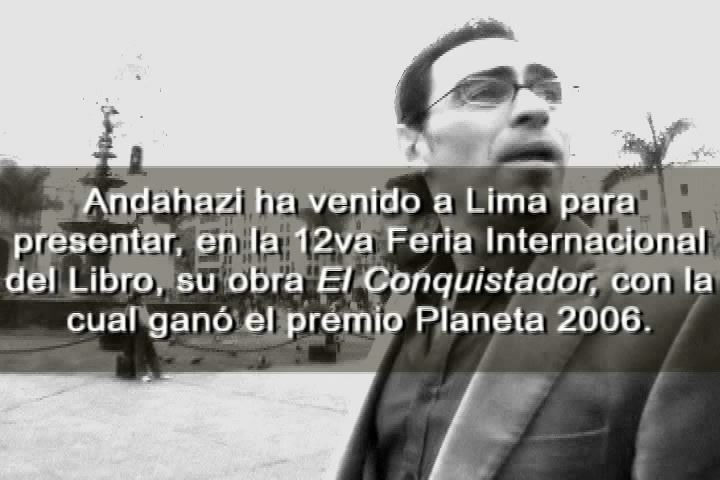 Andahazi ha venido a Lima para
presentar, en la 12va Feria Internacional
del Libro, su obra El Conquistador, con la
cual ganó el premio Planeta 2006.